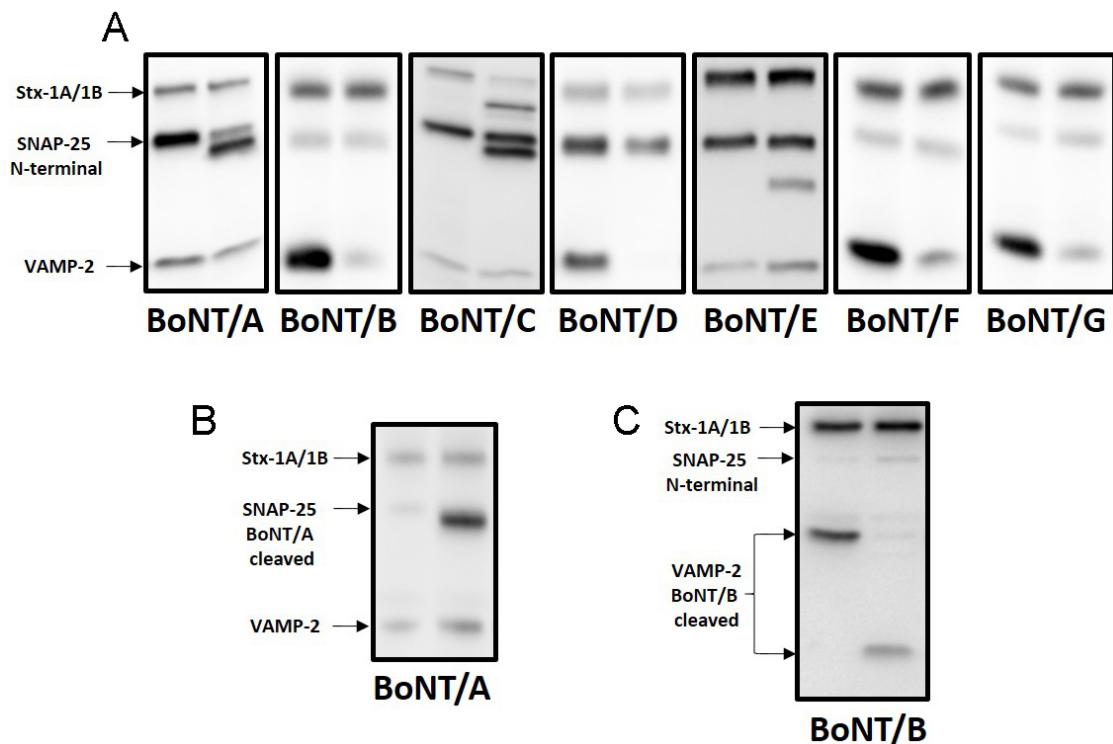 A
Stx-1A/1B
SNAP-25
N-terminal
VAMP-2
BoNT/A BoNT/B BoNT/C BoNT/D BoNT/E BoNT/F BoNT/G
B
Stx-1A/1B
SNAP-25
BoNT/A
cleaved
VAMP-2
BoNT/A
C
Stx-1A/1B
SNAP-25
N-terminal
VAMP-2
BoNT/B
cleaved
BoNT/B